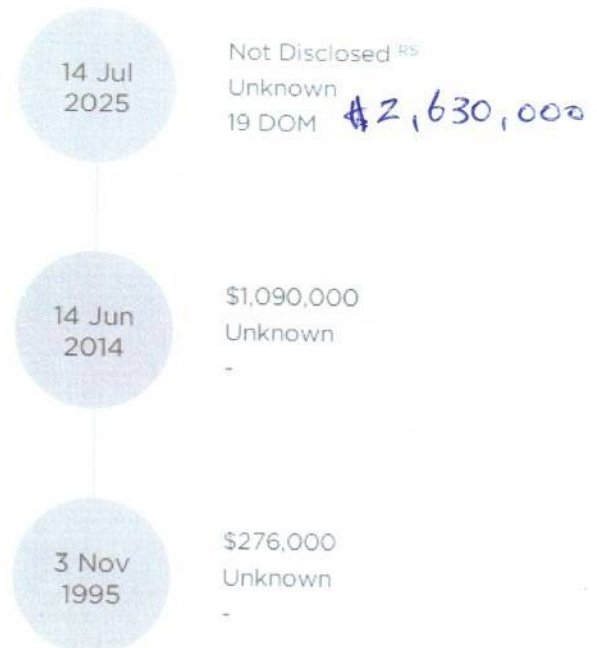 14 Jul
2025
Not Disclosed RS
Unknown
19 DOM $2,630,000
14 Jun
2014
$1,090,000
Unknown
-
3 Nov
1995
$276,000
Unknown
-